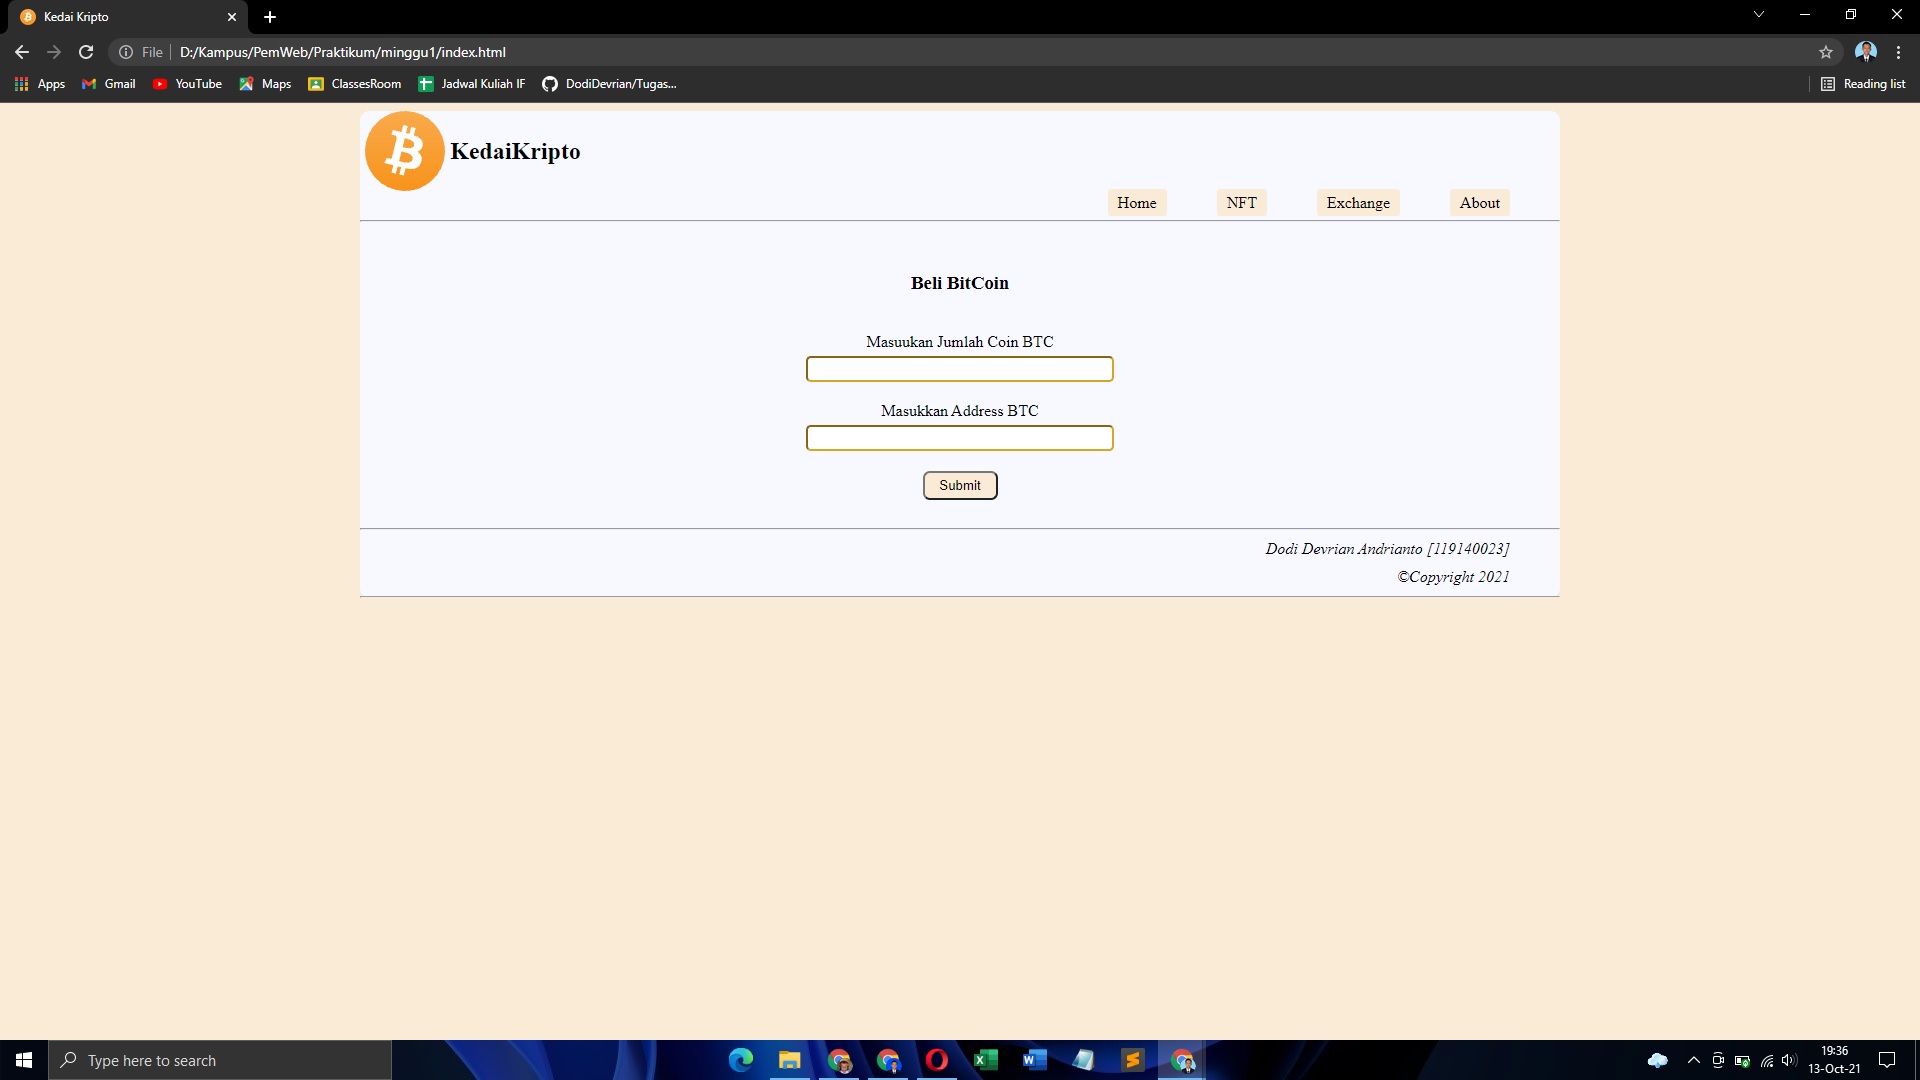 Kedai Kripto
File
D:/Kampus/PemWeb/Praktikum/minggu1/index.html
Apps
Gmail
YouTube
Maps
ClassesRoom
Jadwal Kuliah IF
DodiDevrian/Tugas...
Reading list
KedaiKripto
Home
NFT
Exchange
About
Beli BitCoin
Masuukan Jumlah Coin BTC
Masukkan Address BTC
Submit
Dodi Devrian Andrianto [119140023]
©Copyright 2021
Type here to search
19:36
13-Oct-21